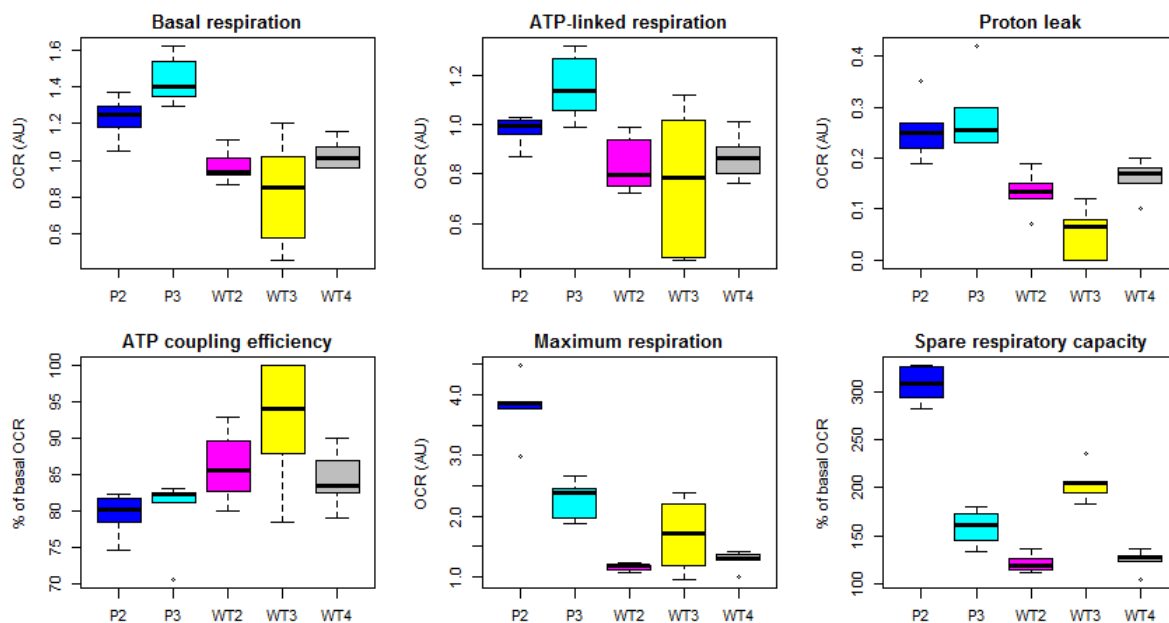 Basal respiration
OCR (AU)
1.6
1.4
1.2
1.0
0.8
0.6
P2 P3 WT2 WT3 WT4
ATP-linked respiration
OCR (AU)
1.2
1.0
0.8
0.6
P2 P3 WT2 WT3 WT4
Proton leak
OCR (AU)
0.4
0.3
0.2
0.1
0.0
P2 P3 WT2 WT3 WT4
ATP coupling efficiency
% of basal OCR
100
95
90
85
80
75
70
P2 P3 WT2 WT3 WT4
Maximum respiration
OCR (AU)
4.0
3.0
2.0
1.0
P2 P3 WT2 WT3 WT4
Spare respiratory capacity
% of basal OCR
300
250
200
150
100
P2 P3 WT2 WT3 WT4